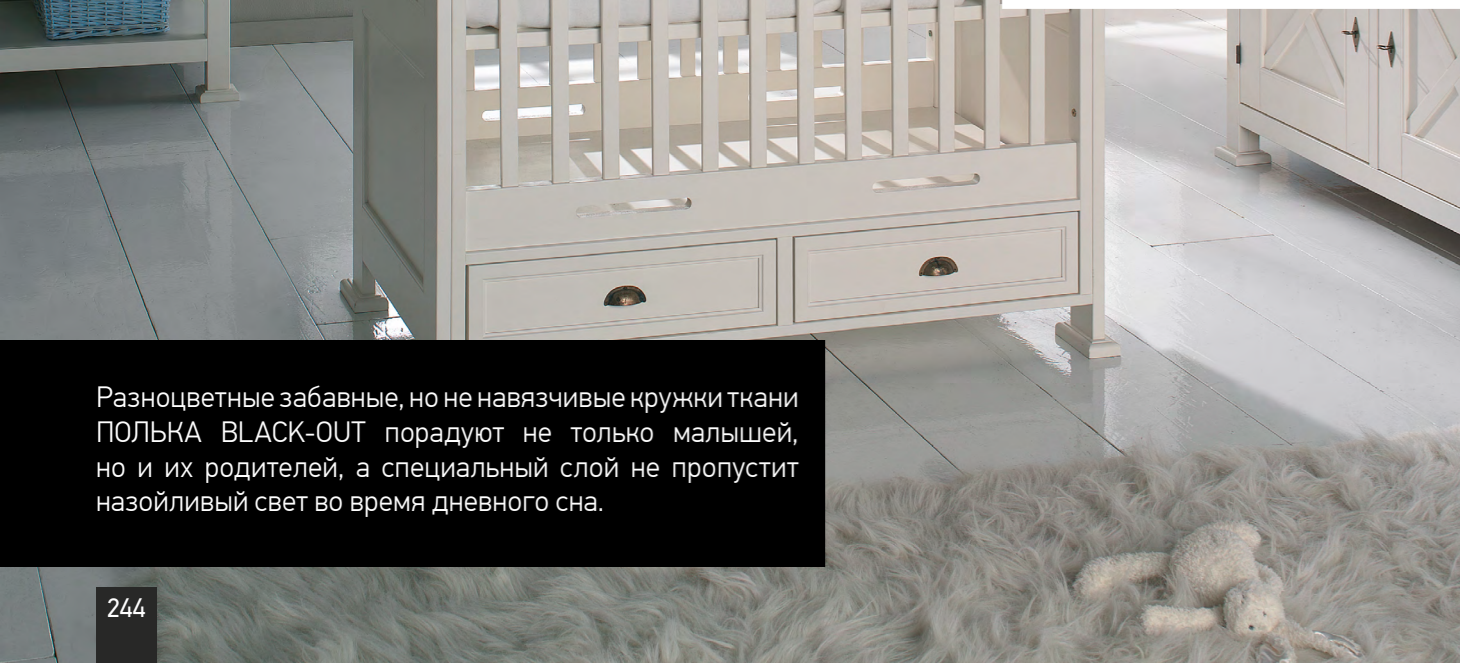 Разноцветные забавные, но не навязчивые кружки ткани
ПОЛЬКА BLACK-OUT порадуют не только малышей,
но и их родителей, а специальный слой не пропустит
назойливый свет во время дневного сна.
244